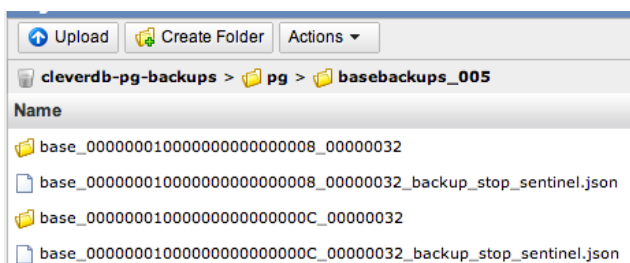 Upload Create Folder Actions
cleverdb-pg-backups > pg > basebackups_005
Name
base_000000010000000000000008_00000032
base_000000010000000000000008_00000032_backup_stop_sentinel.json
base_00000001000000000000000C_00000032
base_00000001000000000000000C_00000032_backup_stop_sentinel.json